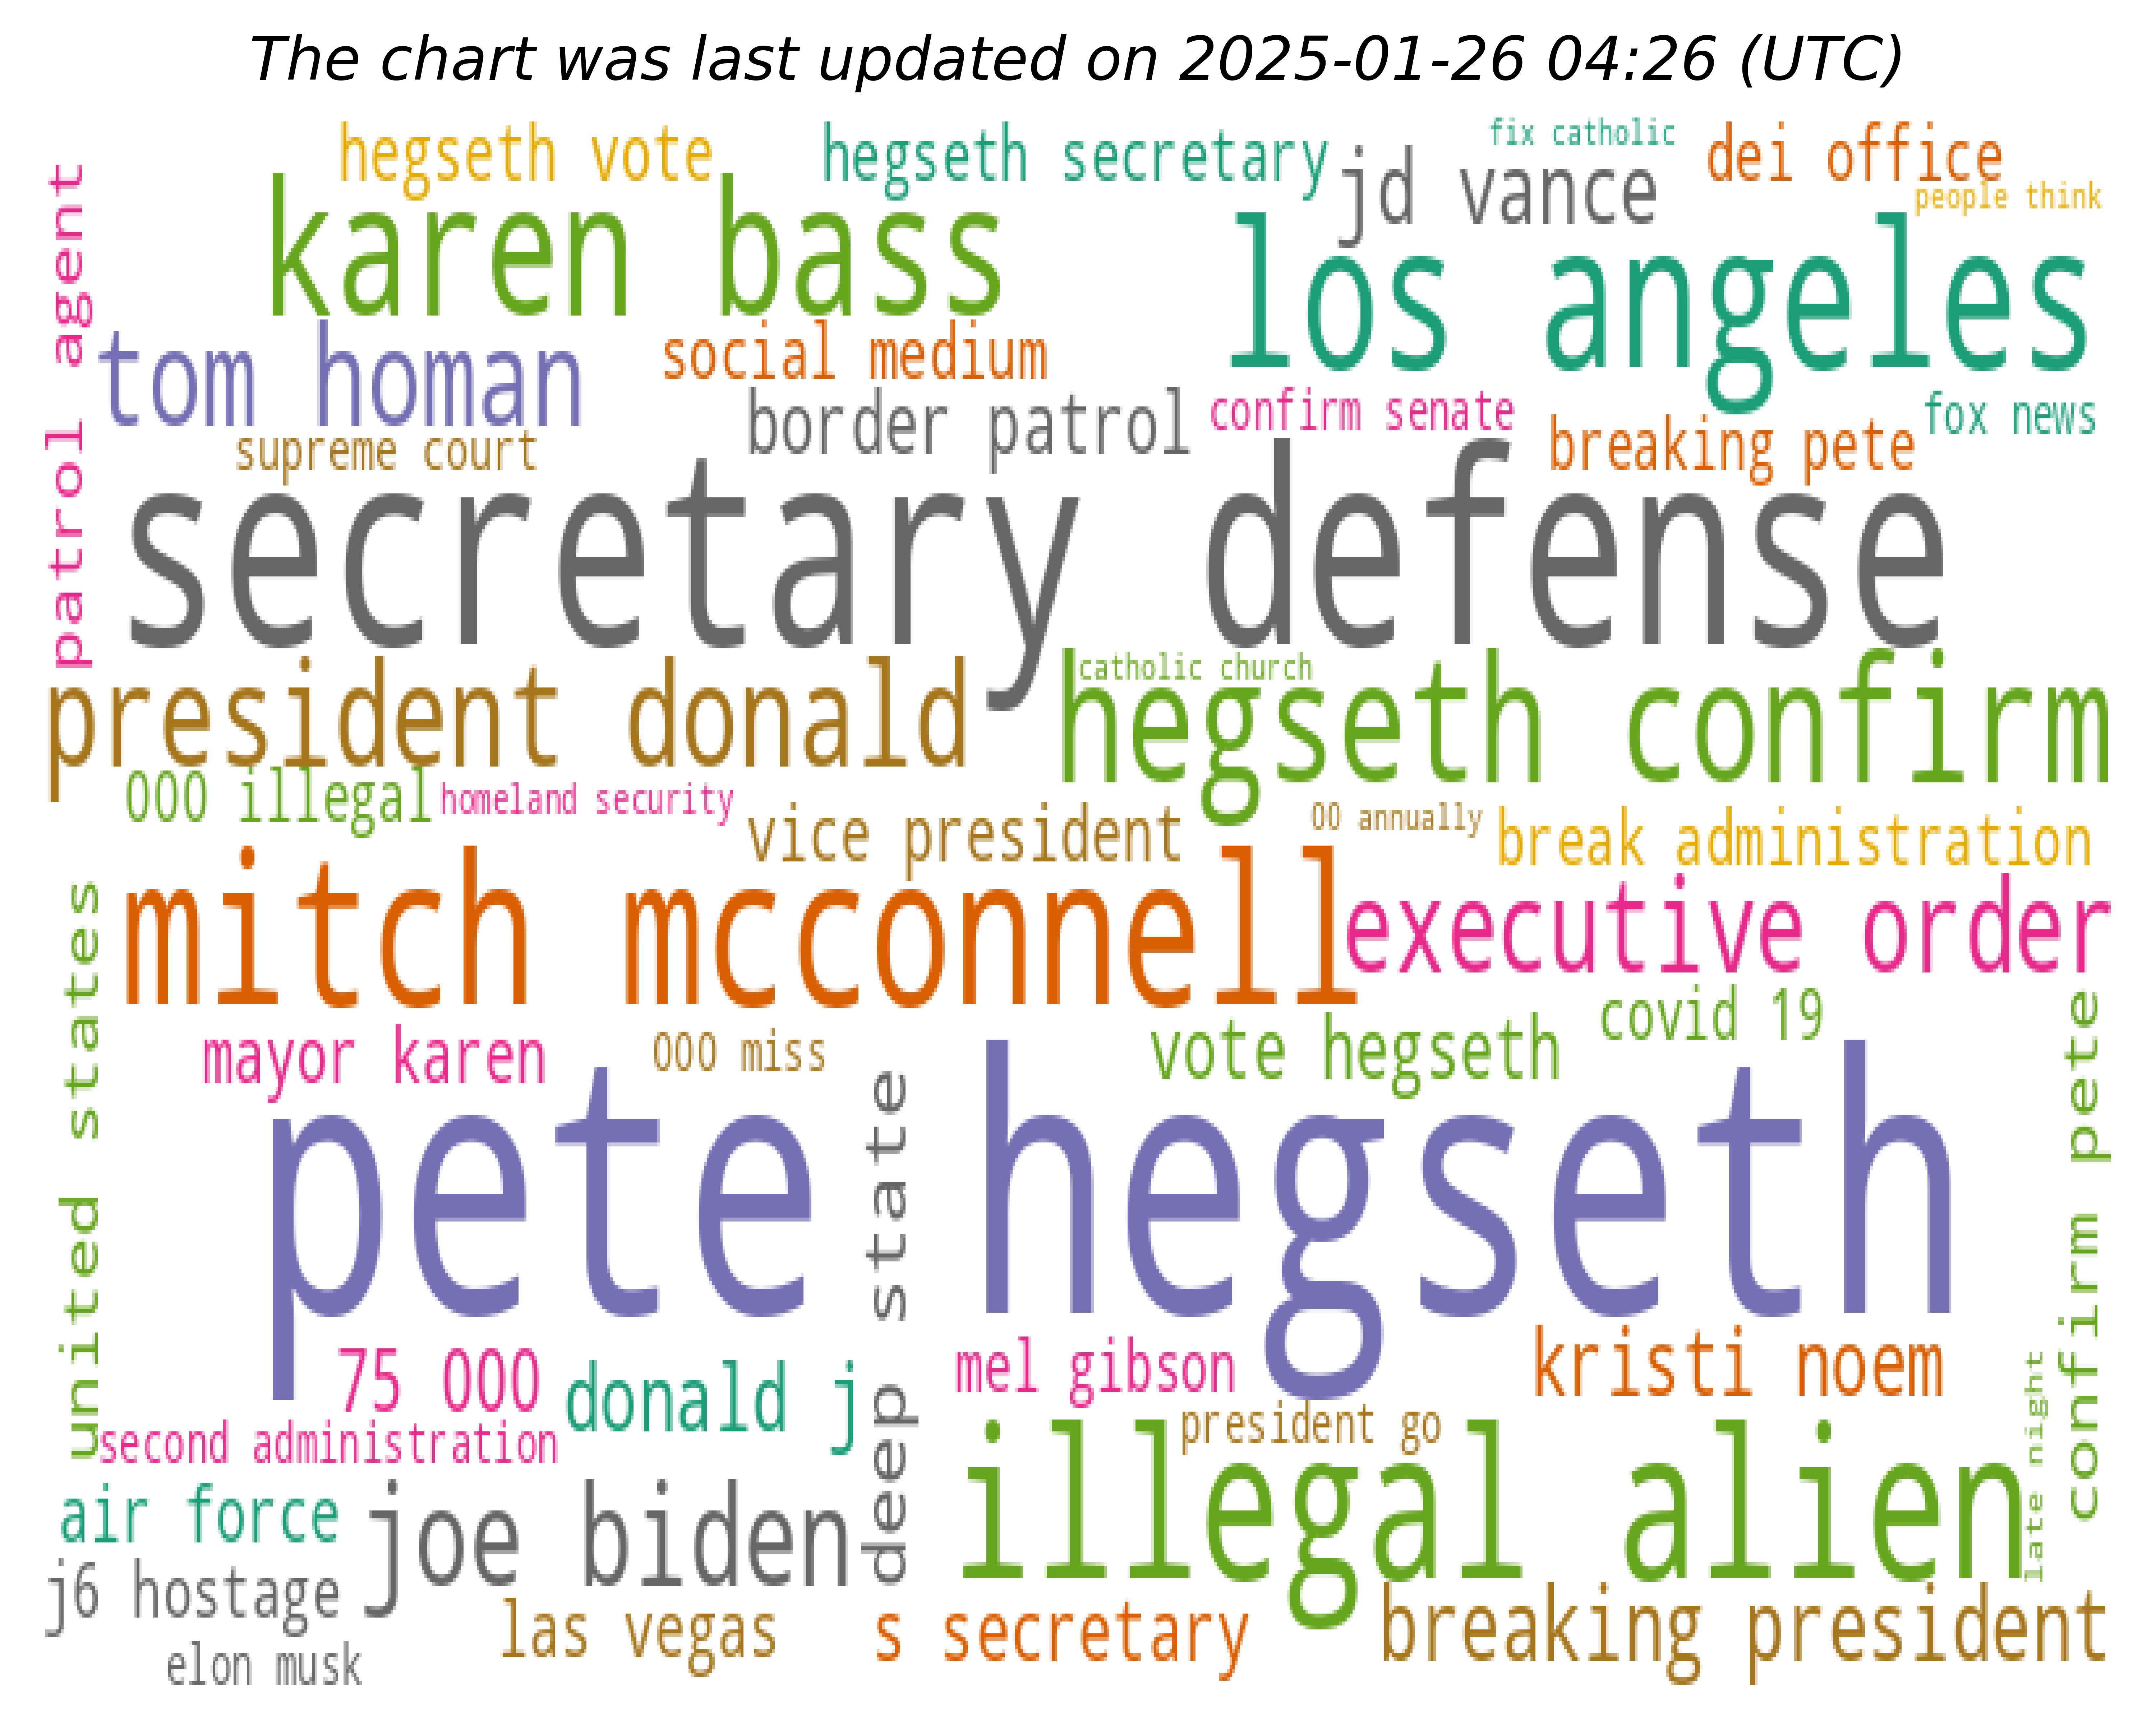 The chart was last updated on 2025-01-26 04:26 (UTC)
hegseth vote
hegseth secretary
fix catholic
dei office
jd vance
people think
karen bass
los angeles
patrol agent
tom homan
social medium
border patrol
confirm senate
fox news
supreme court
breaking pete
secretary defense
president donald
catholic church
hegseth confirm
000 illegal
homeland security
vice president
00 annually
break administration
mitch mcconnell
executive order
united states
mayor karen
000 miss
vote hegseth
covid 19
confirm pete
pete hegseth
deep state
75 000
donald j
mel gibson
kristi noem
second administration
president go
late night
illegal alien
air force
joe biden
j6 hostage
las vegas
s secretary
breaking president
elon musk